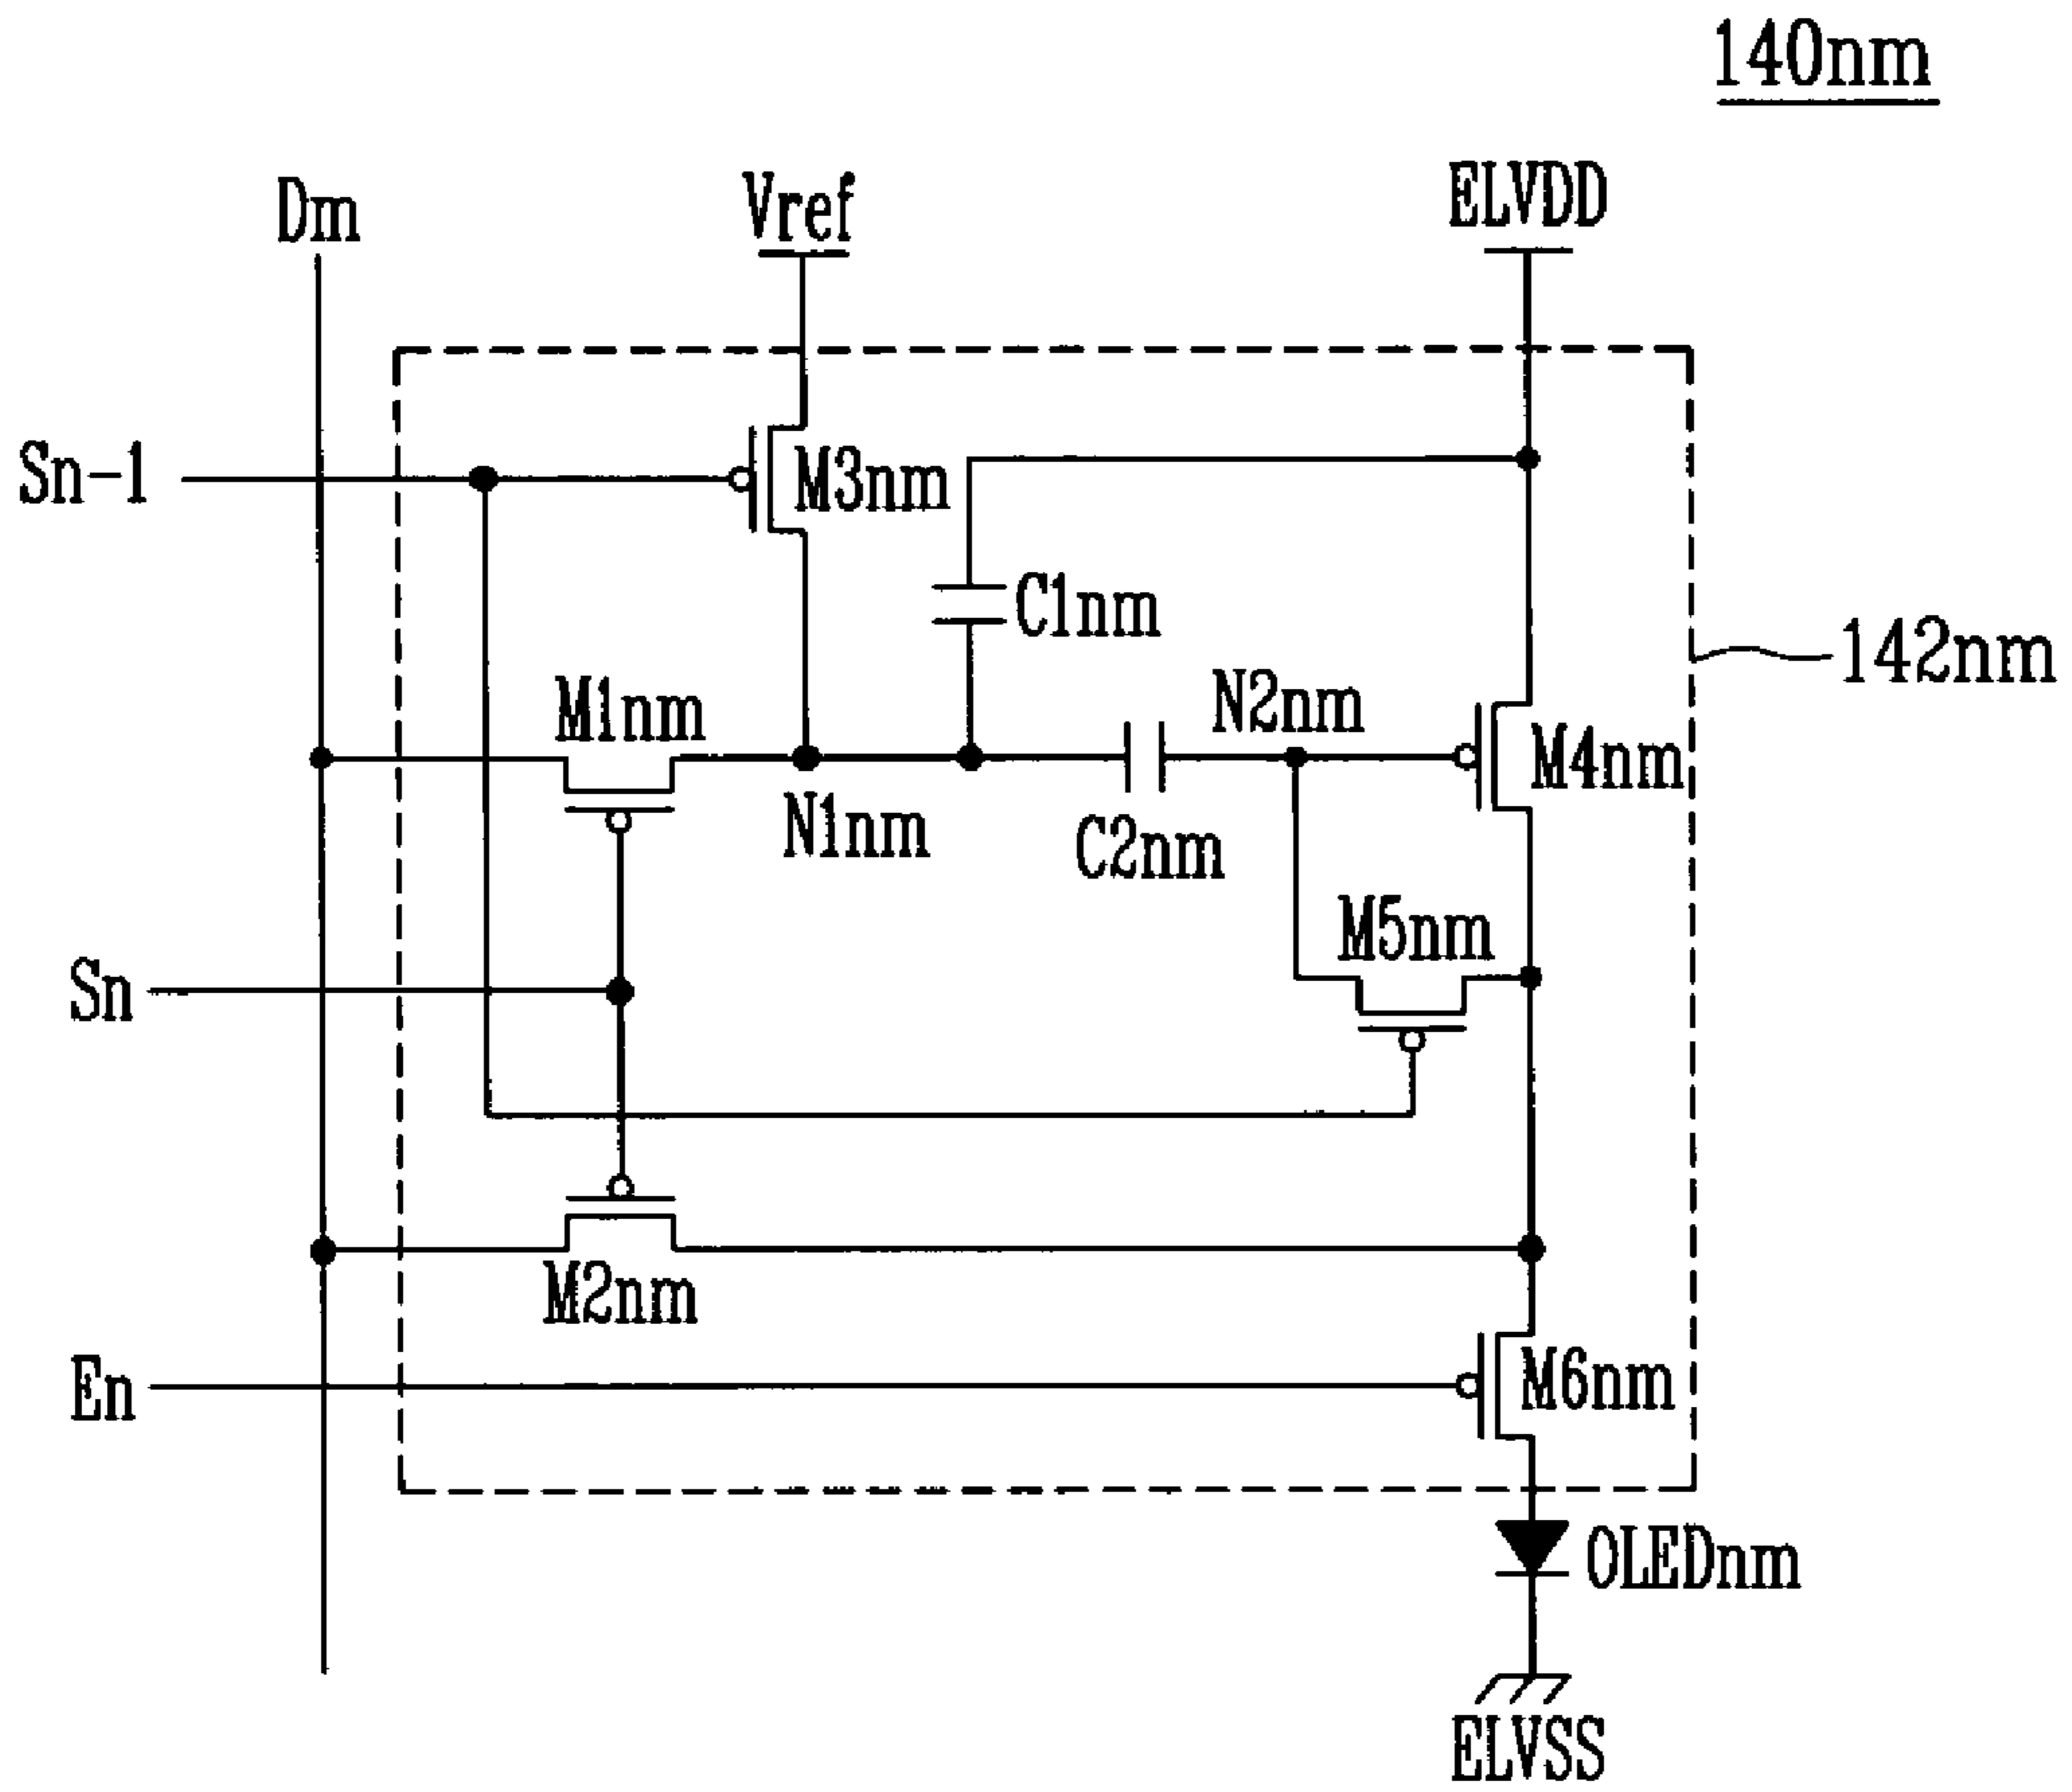 140nm
Dm
Vref
ELVDD
Sn-1
M3nm
C1nm
142nm
M1nm
N2nm
M4nm
N1nm
C2nm
M5nm
Sn
M2nm
En
M6nm
OLEDnm
ELVSS